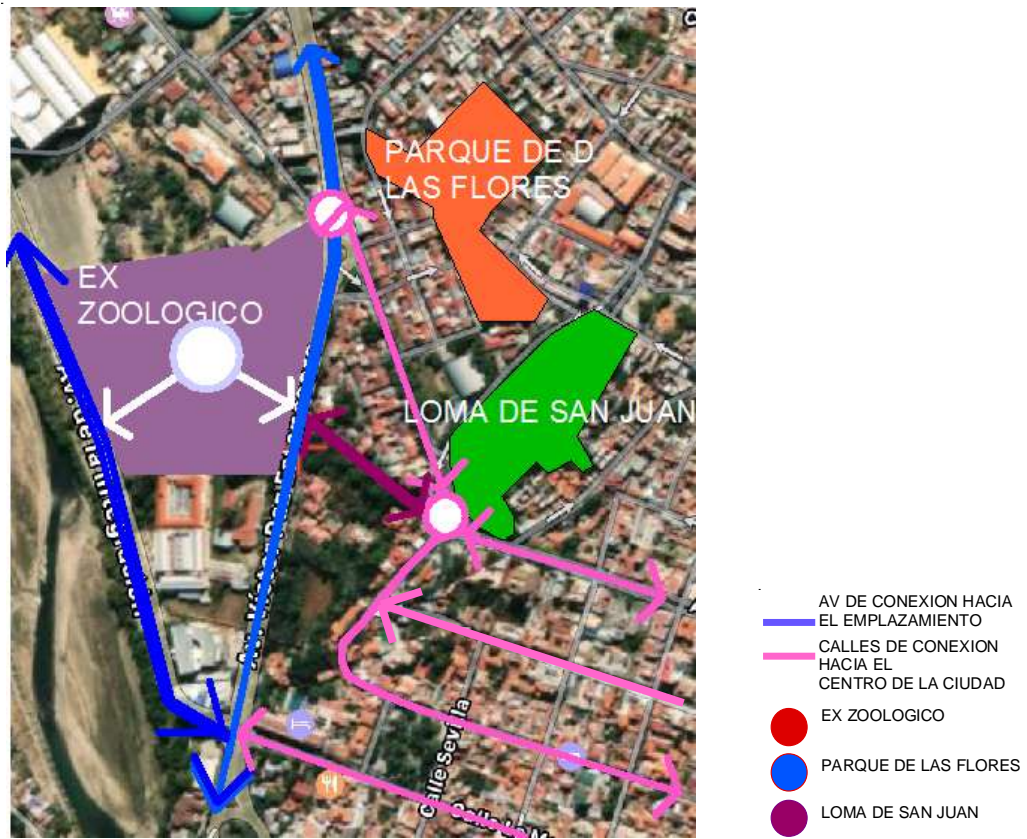 PARQUE DE D
LAS FLORES
EX
ZOOLOGICO
LOMA DE SAN JUAN
Calle Sevilla
AV DE CONEXION HACIA
EL EMPLAZAMIENTO
CALLES DE CONEXION
HACIA EL
CENTRO DE LA CIUDAD
EX ZOOLOGICO
PARQUE DE LAS FLORES
LOMA DE SAN JUAN